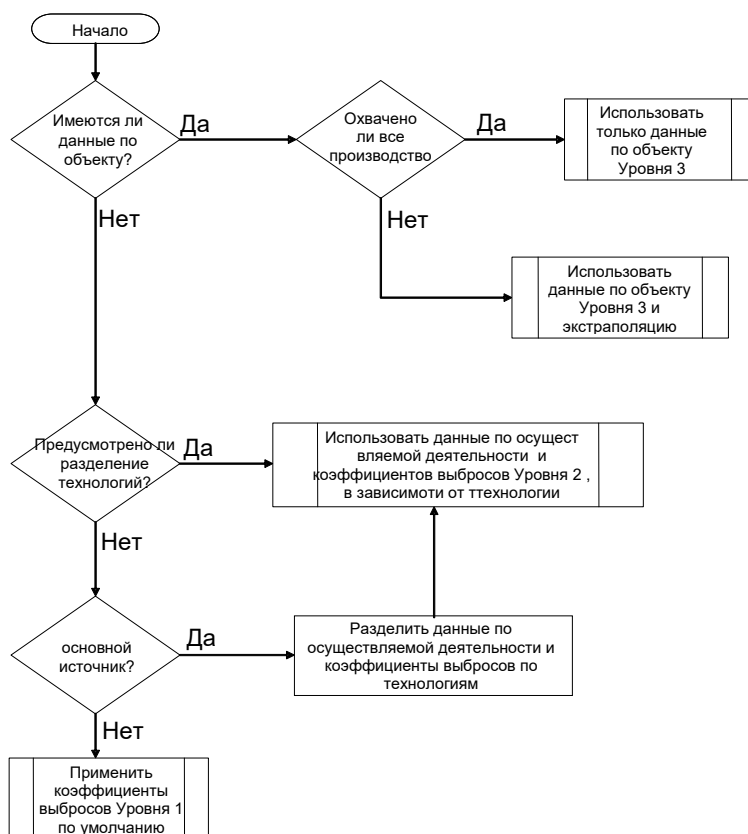 Начало
Имеются ли
данные по
объекту?
Да
Охвачено
ли все
производство
Да
Использовать
только данные
по объекту
Уровня 3
Нет
Нет
Использовать
данные по объекту
Уровня 3 и
экстраполяцию
Предусмотрено ли
разделение
технологий?
Да
Использовать данные по осущест
вляемой деятельности и
коэффициентов выбросов Уровня 2 ,
в зависимоти от ттехнологии
Нет
основной
источник?
Да
Разделить данные по
осуществляемой деятельности и
коэффициенты выбросов по
технологиям
Нет
Применить
коэффициенты
выбросов Уровня 1
по умолчанию